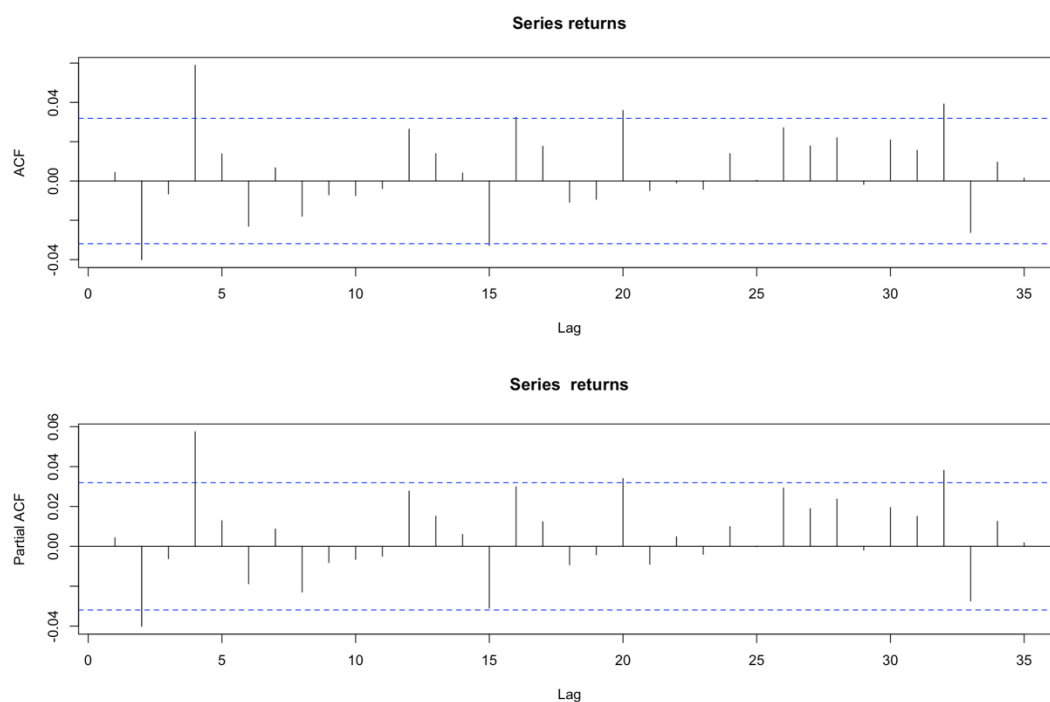 Series returns
ACF
0.04
0.00
-0.04
0 5 10 15 20 25 30 35
Lag
Series  returns
Partial ACF
0.06
0.04
0.02
0.00
-0.04
0 5 10 15 20 25 30 35
Lag